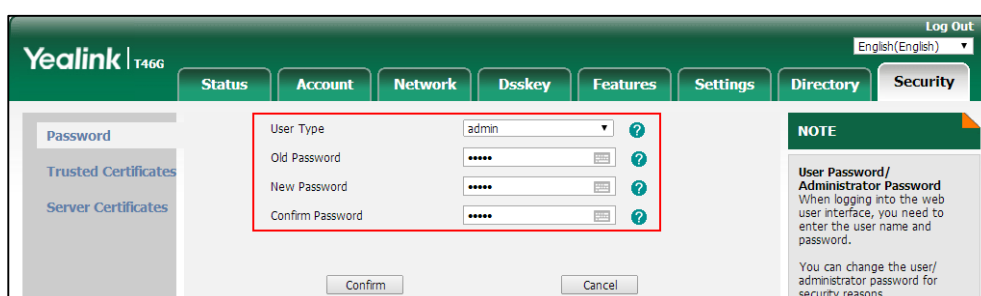 Log Out
Yealink T46G
English(English)
Status Account Network Dsskey Features Settings Directory Security
Password
Trusted Certificates
Server Certificates
User Type admin
Old Password •••••
New Password •••••
Confirm Password •••••
Confirm Cancel
NOTE
User Password/
Administrator Password
When logging into the web
user interface, you need to
enter the user name and
password.
You can change the user/
administrator password for
security reasons